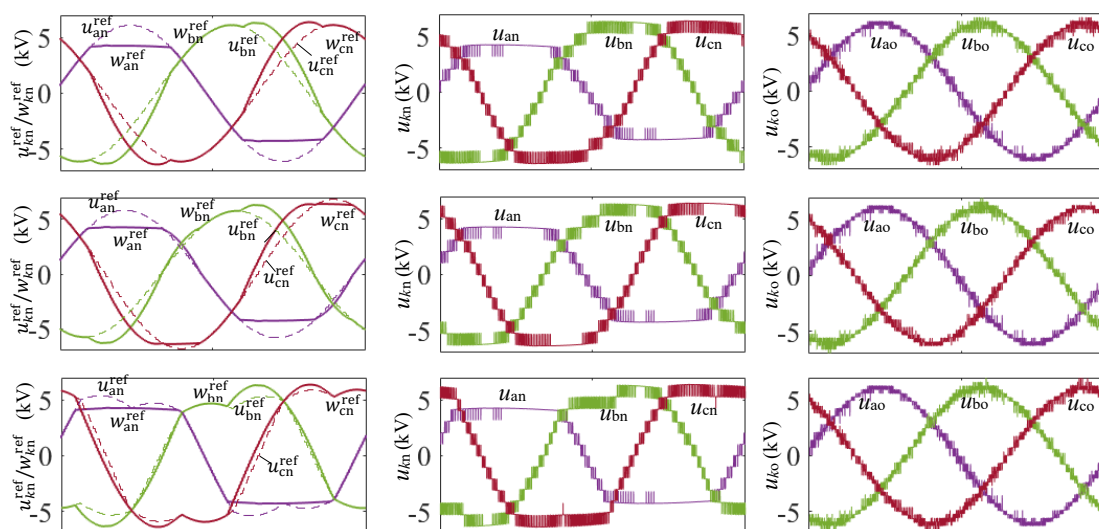 u_kn^ref/w_kn^ref (kV)
5
0
-5
u_an^ref
w_an^ref
w_bn^ref
u_bn^ref
w_cn^ref
u_cn^ref
u_kn (kV)
5
0
-5
u_an
u_bn
u_cn
u_ko (kV)
5
0
-5
u_ao
u_bo
u_co
u_kn^ref/w_kn^ref (kV)
5
0
-5
u_an^ref
w_an^ref
w_bn^ref
u_bn^ref
w_cn^ref
u_cn^ref
u_kn (kV)
5
0
-5
u_an
u_bn
u_cn
u_ko (kV)
5
0
-5
u_ao
u_bo
u_co
u_kn^ref/w_kn^ref (kV)
5
0
-5
u_an^ref
w_an^ref
w_bn^ref
u_bn^ref
w_cn^ref
u_cn^ref
u_kn (kV)
5
0
-5
u_an
u_bn
u_cn
u_ko (kV)
5
0
-5
u_ao
u_bo
u_co